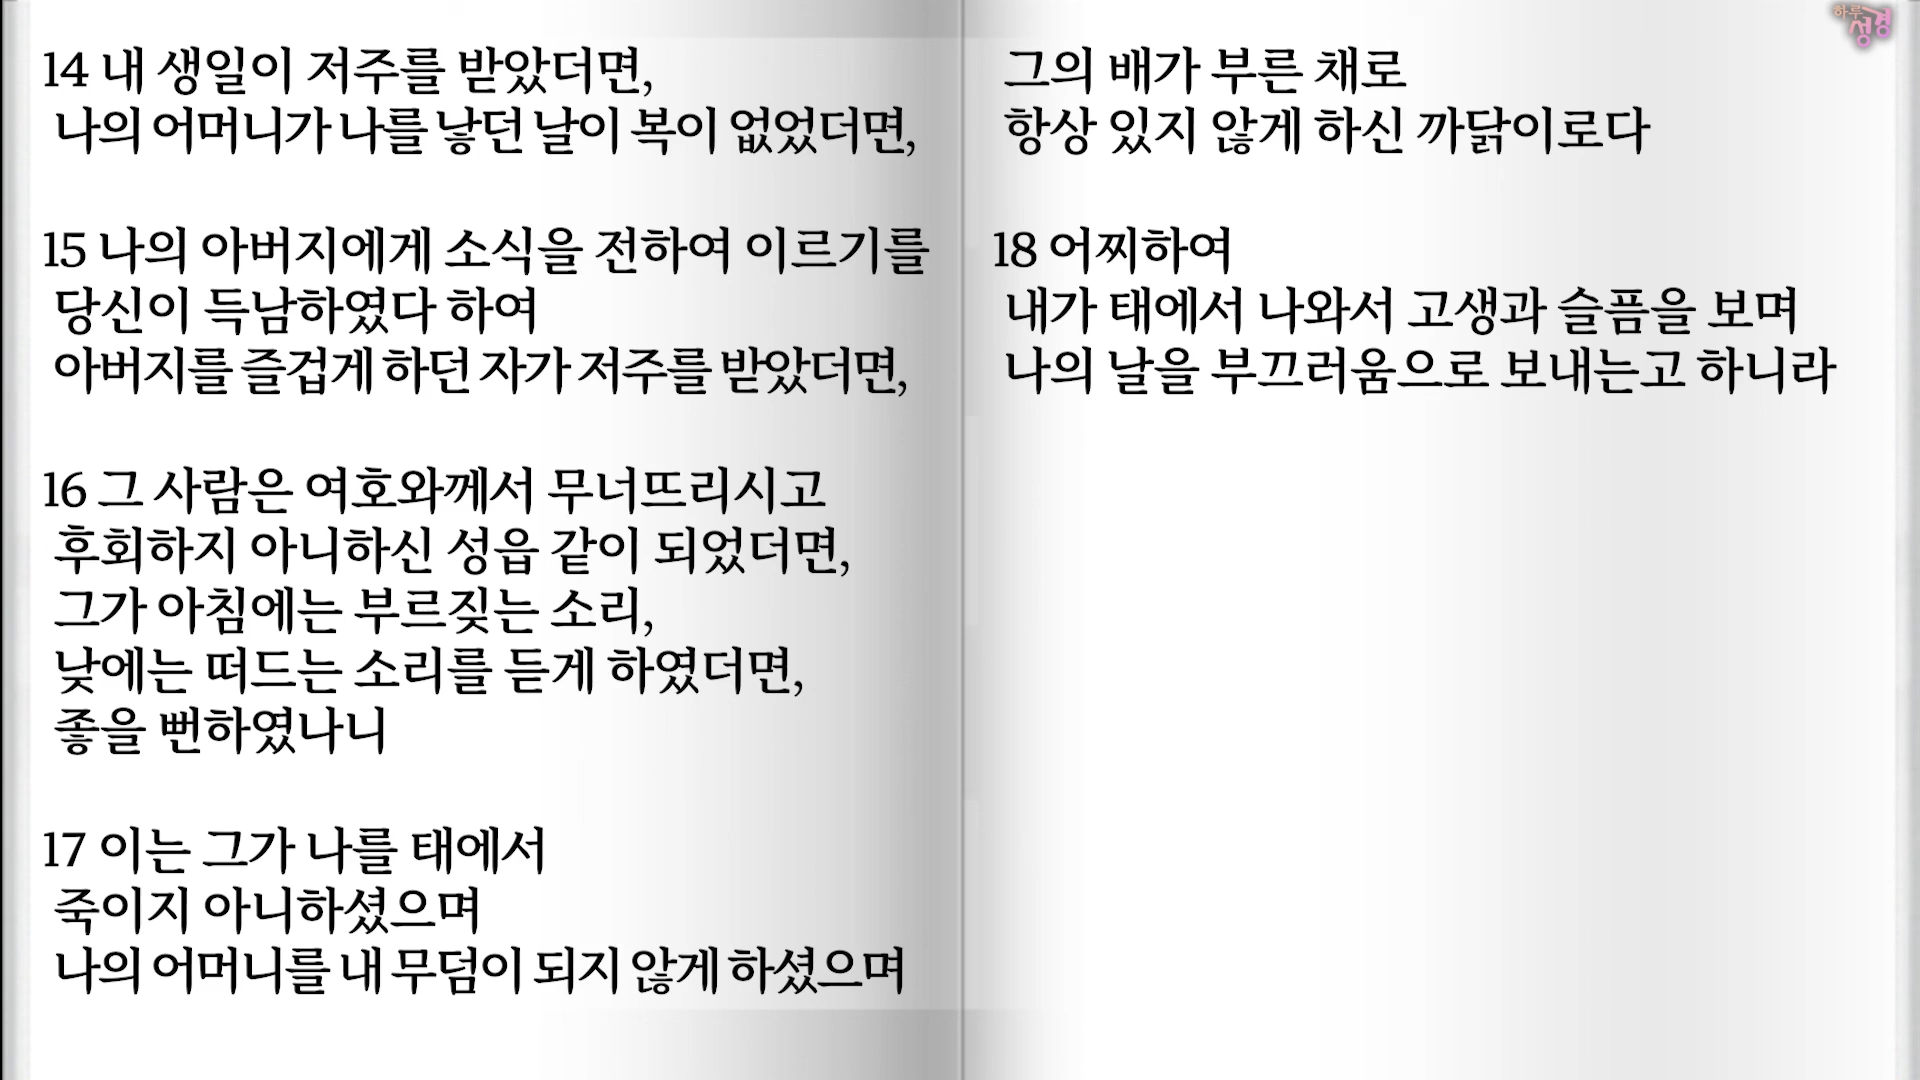 14 내 생일이 저주를 받았더면,
나의 어머니가 나를 낳던 날이 복이 없었더면,
15 나의 아버지에게 소식을 전하여 이르기를
당신이 득남하였다 하여
아버지를 즐겁게 하던 자가 저주를 받았더면,
16 그 사람은 여호와께서 무너뜨리시고
후회하지 아니하신 성읍 같이 되었더면,
그가 아침에는 부르짖는 소리,
낮에는 떠드는 소리를 듣게 하였더면,
좋을 뻔하였나니
17 이는 그가 나를 태에서
죽이지 아니하셨으며
나의 어머니를 내 무덤이 되지 않게 하셨으며
그의 배가 부른 채로
항상 있지 않게 하신 까닭이로다
18 어찌하여
내가 태에서 나와서 고생과 슬픔을 보며
나의 날을 부끄러움으로 보내는고 하니라
하루
성경